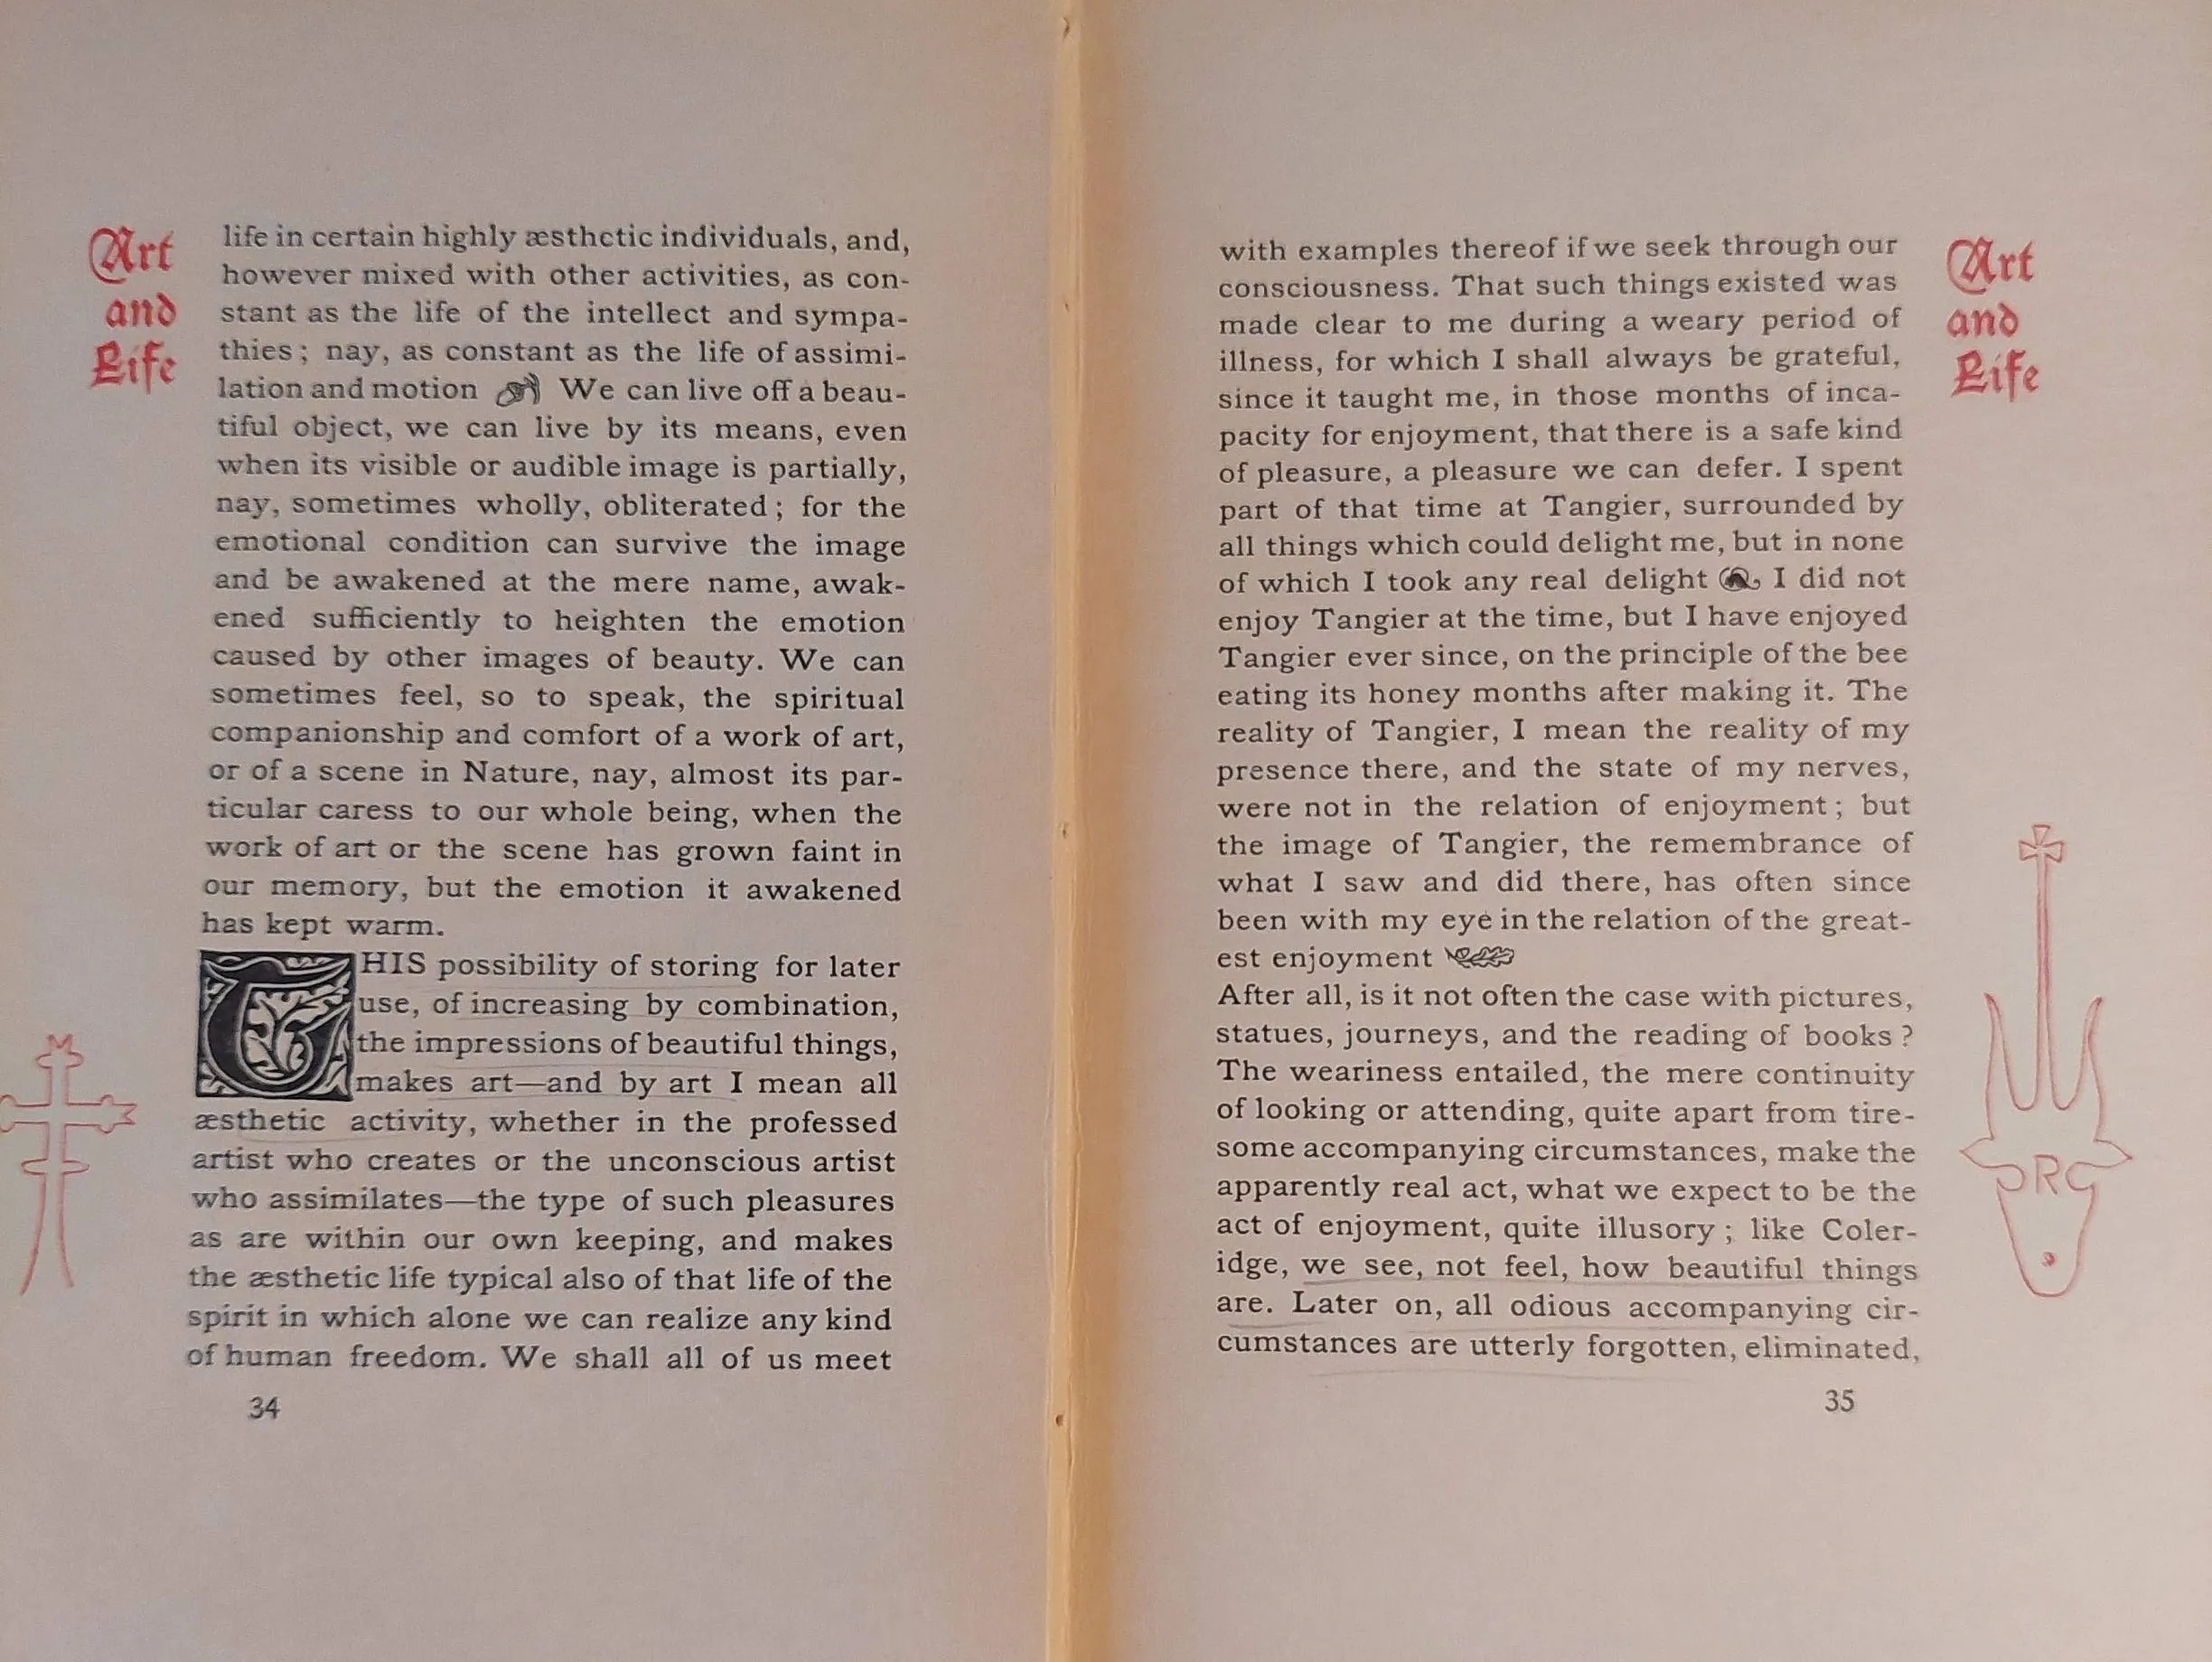 Art
and
Life
life in certain highly æsthetic individuals, and,
however mixed with other activities, as con-
stant as the life of the intellect and sympa-
thies; nay, as constant as the life of assimi-
lation and motion We can live off a beau-
tiful object, we can live by its means, even
when its visible or audible image is partially,
nay, sometimes wholly, obliterated; for the
emotional condition can survive the image
and be awakened at the mere name, awak-
ened sufficiently to heighten the emotion
caused by other images of beauty. We can
sometimes feel, so to speak, the spiritual
companionship and comfort of a work of art,
or of a scene in Nature, nay, almost its par-
ticular caress to our whole being, when the
work of art or the scene has grown faint in
our memory, but the emotion it awakened
has kept warm.
THIS possibility of storing for later
use, of increasing by combination,
the impressions of beautiful things,
makes art—and by art I mean all
æsthetic activity, whether in the professed
artist who creates or the unconscious artist
who assimilates—the type of such pleasures
as are within our own keeping, and makes
the æsthetic life typical also of that life of the
spirit in which alone we can realize any kind
of human freedom. We shall all of us meet
34
Art
and
Life
with examples thereof if we seek through our
consciousness. That such things existed was
made clear to me during a weary period of
illness, for which I shall always be grateful,
since it taught me, in those months of inca-
pacity for enjoyment, that there is a safe kind
of pleasure, a pleasure we can defer. I spent
part of that time at Tangier, surrounded by
all things which could delight me, but in none
of which I took any real delight I did not
enjoy Tangier at the time, but I have enjoyed
Tangier ever since, on the principle of the bee
eating its honey months after making it. The
reality of Tangier, I mean the reality of my
presence there, and the state of my nerves,
were not in the relation of enjoyment; but
the image of Tangier, the remembrance of
what I saw and did there, has often since
been with my eye in the relation of the great-
est enjoyment
After all, is it not often the case with pictures,
statues, journeys, and the reading of books?
The weariness entailed, the mere continuity
of looking or attending, quite apart from tire-
some accompanying circumstances, make the
apparently real act, what we expect to be the
act of enjoyment, quite illusory; like Coler-
idge, we see, not feel, how beautiful things
are. Later on, all odious accompanying cir-
cumstances are utterly forgotten, eliminated,
35
R